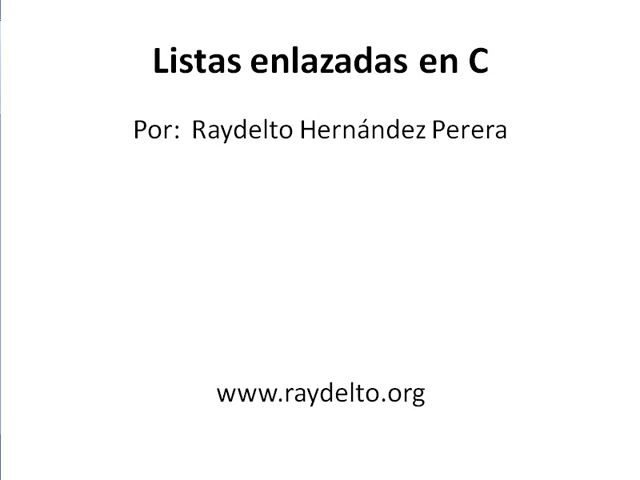 Listas enlazadas en C
Por: Raydelto Hernández Perera
www.raydelto.org